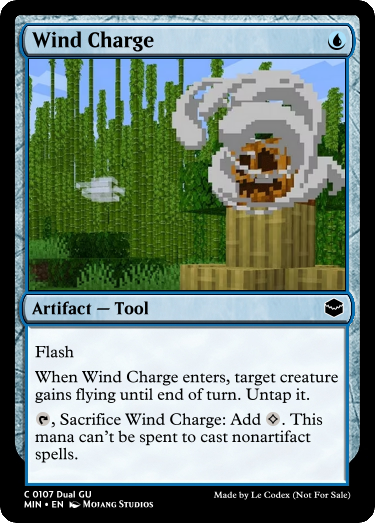 Wind Charge
Artifact — Tool
Flash
When Wind Charge enters, target creature
gains flying until end of turn. Untap it.
, Sacrifice Wind Charge: Add . This
mana can't be spent to cast nonartifact
spells.
C 0107 Dual GU
MIN • EN Mojang Studios
Made by Le Codex (Not For Sale)